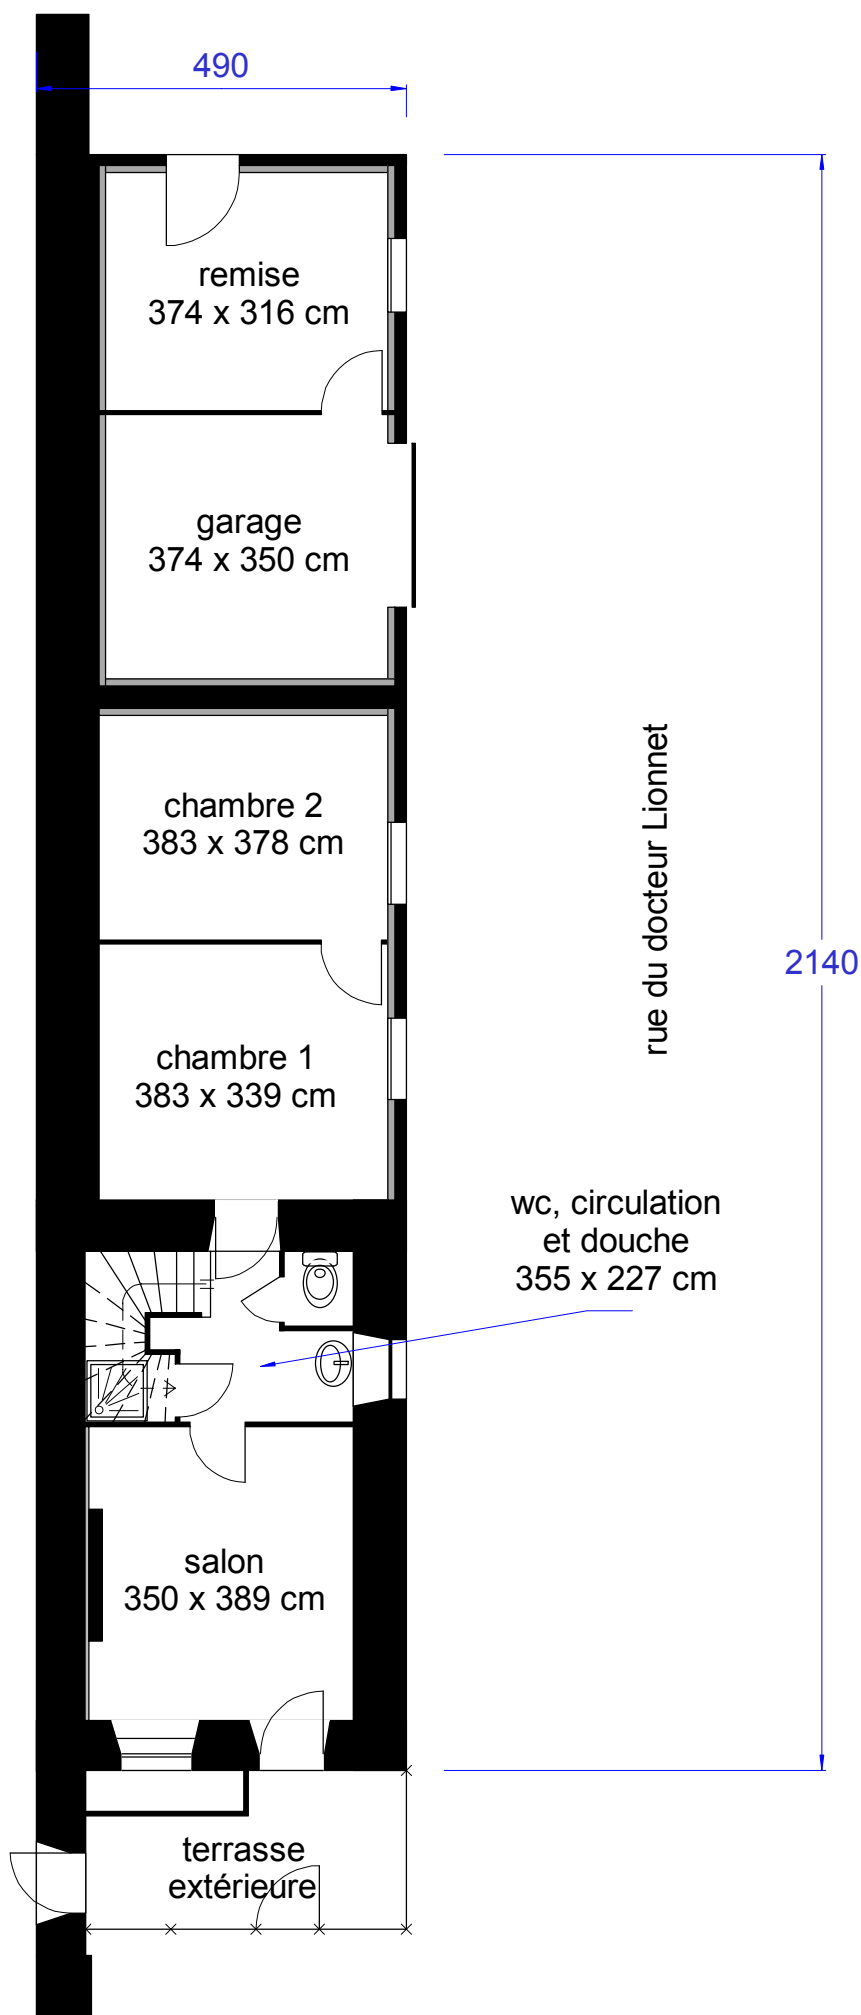 490
remise
374 x 316 cm
garage
374 x 350 cm
chambre 2
383 x 378 cm
rue du docteur Lionnet
2140
chambre 1
383 x 339 cm
wc, circulation
et douche
355 x 227 cm
salon
350 x 389 cm
terrasse
extérieure